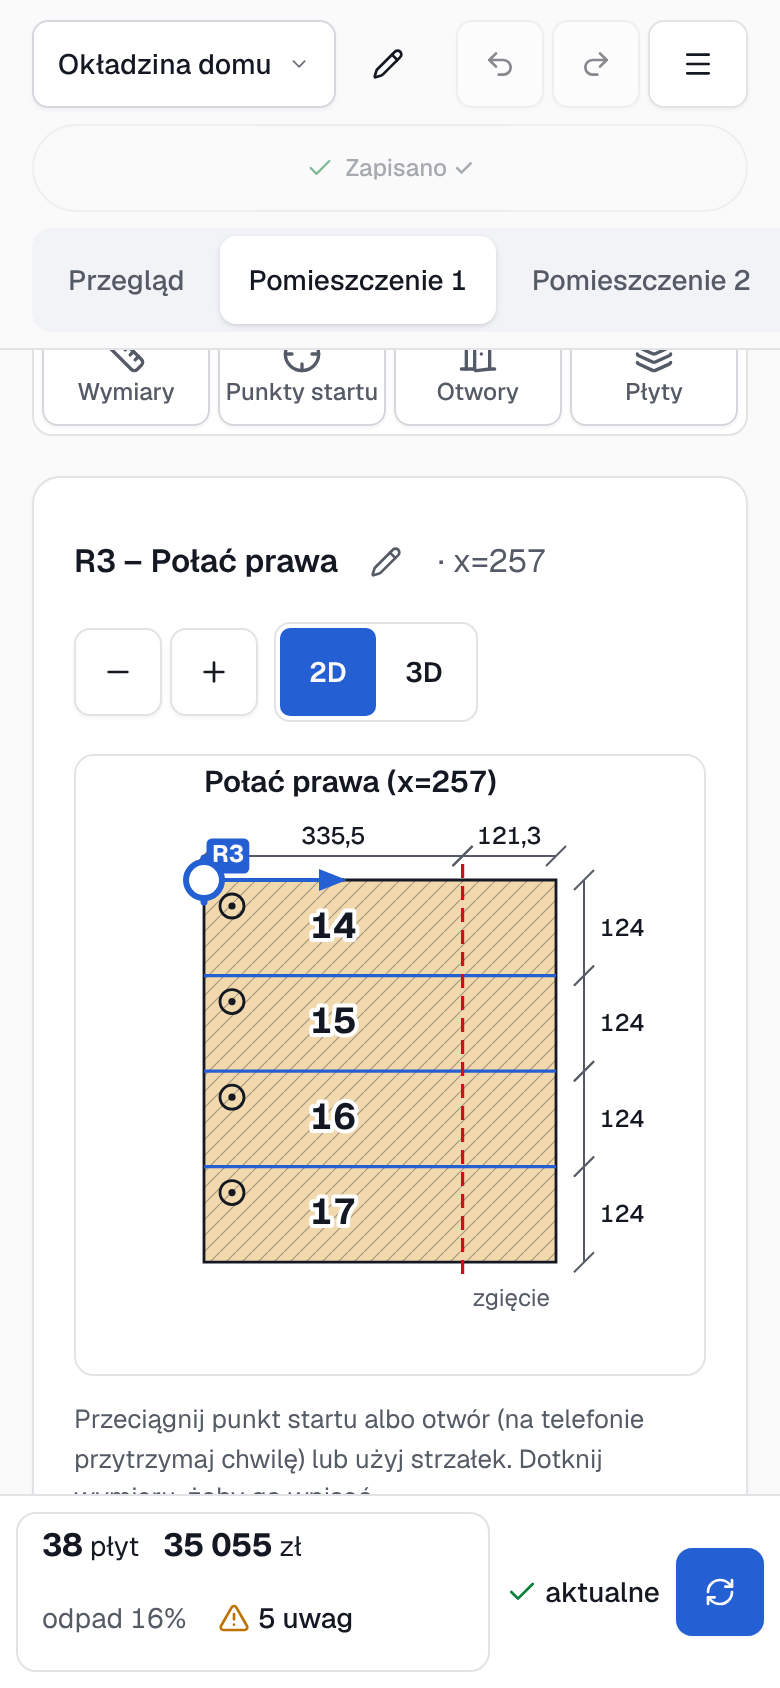 Okładzina domu
Zapisano ✓
Przegląd
Pomieszczenie 1
Pomieszczenie 2
Wymiary
Punkty startu
Otwory
Płyty
R3 – Połać prawa · x=257
2D
3D
Połać prawa (x=257)
335,5
121,3
R3
14
124
15
124
16
124
17
124
zgięcie
Przeciągnij punkt startu albo otwór (na telefonie
przytrzymaj chwilę) lub użyj strzałek. Dotknij
38 płyt 35 055 zł
odpad 16% 5 uwag
aktualne